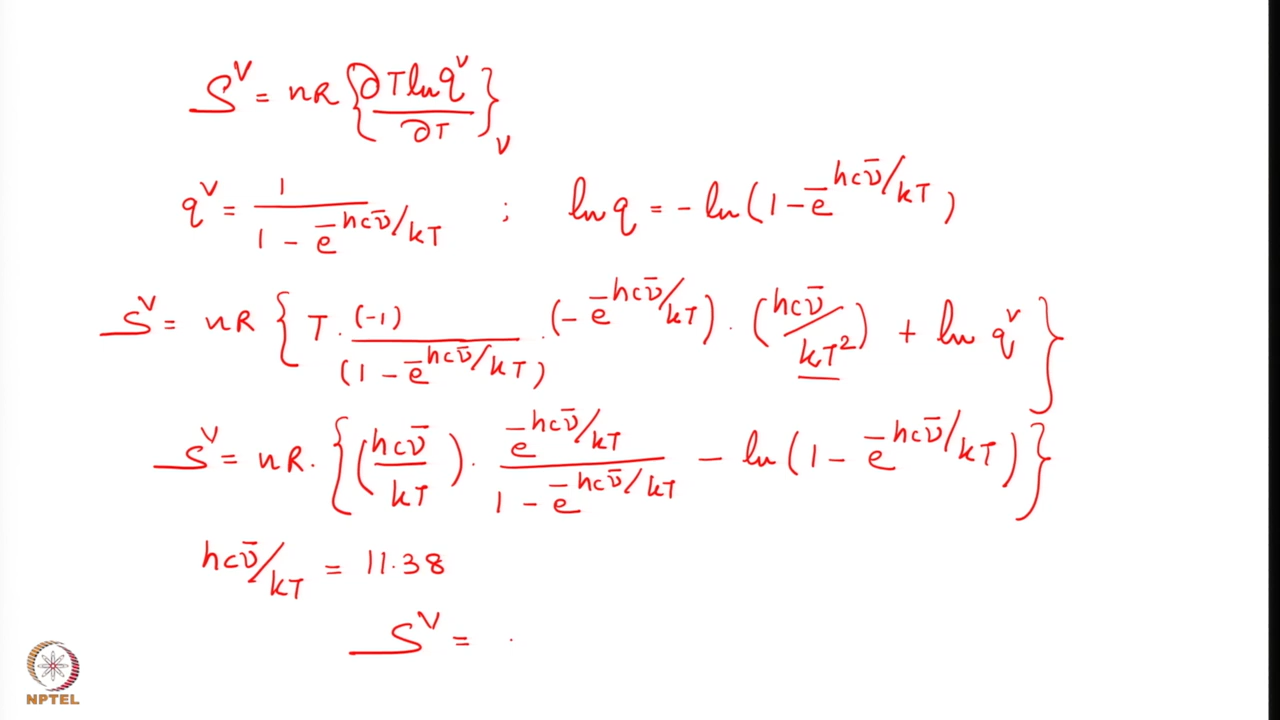 S^V = nR {∂T ln q^V / ∂T}_V
q^V = 1 / (1 - e^{-hcν̄/kT}) ; ln q = - ln (1 - e^{-hcν̄/kT})
S^V = nR { T · (-1) / (1 - e^{-hcν̄/kT}) · (- e^{-hcν̄/kT}) · (hcν̄/kT²) + ln q^V }
S^V = nR · { (hcν̄/kT) · e^{-hcν̄/kT} / (1 - e^{-hcν̄/kT}) - ln (1 - e^{-hcν̄/kT}) }
hcν̄/kT = 11.38
S^V = .
NPTEL